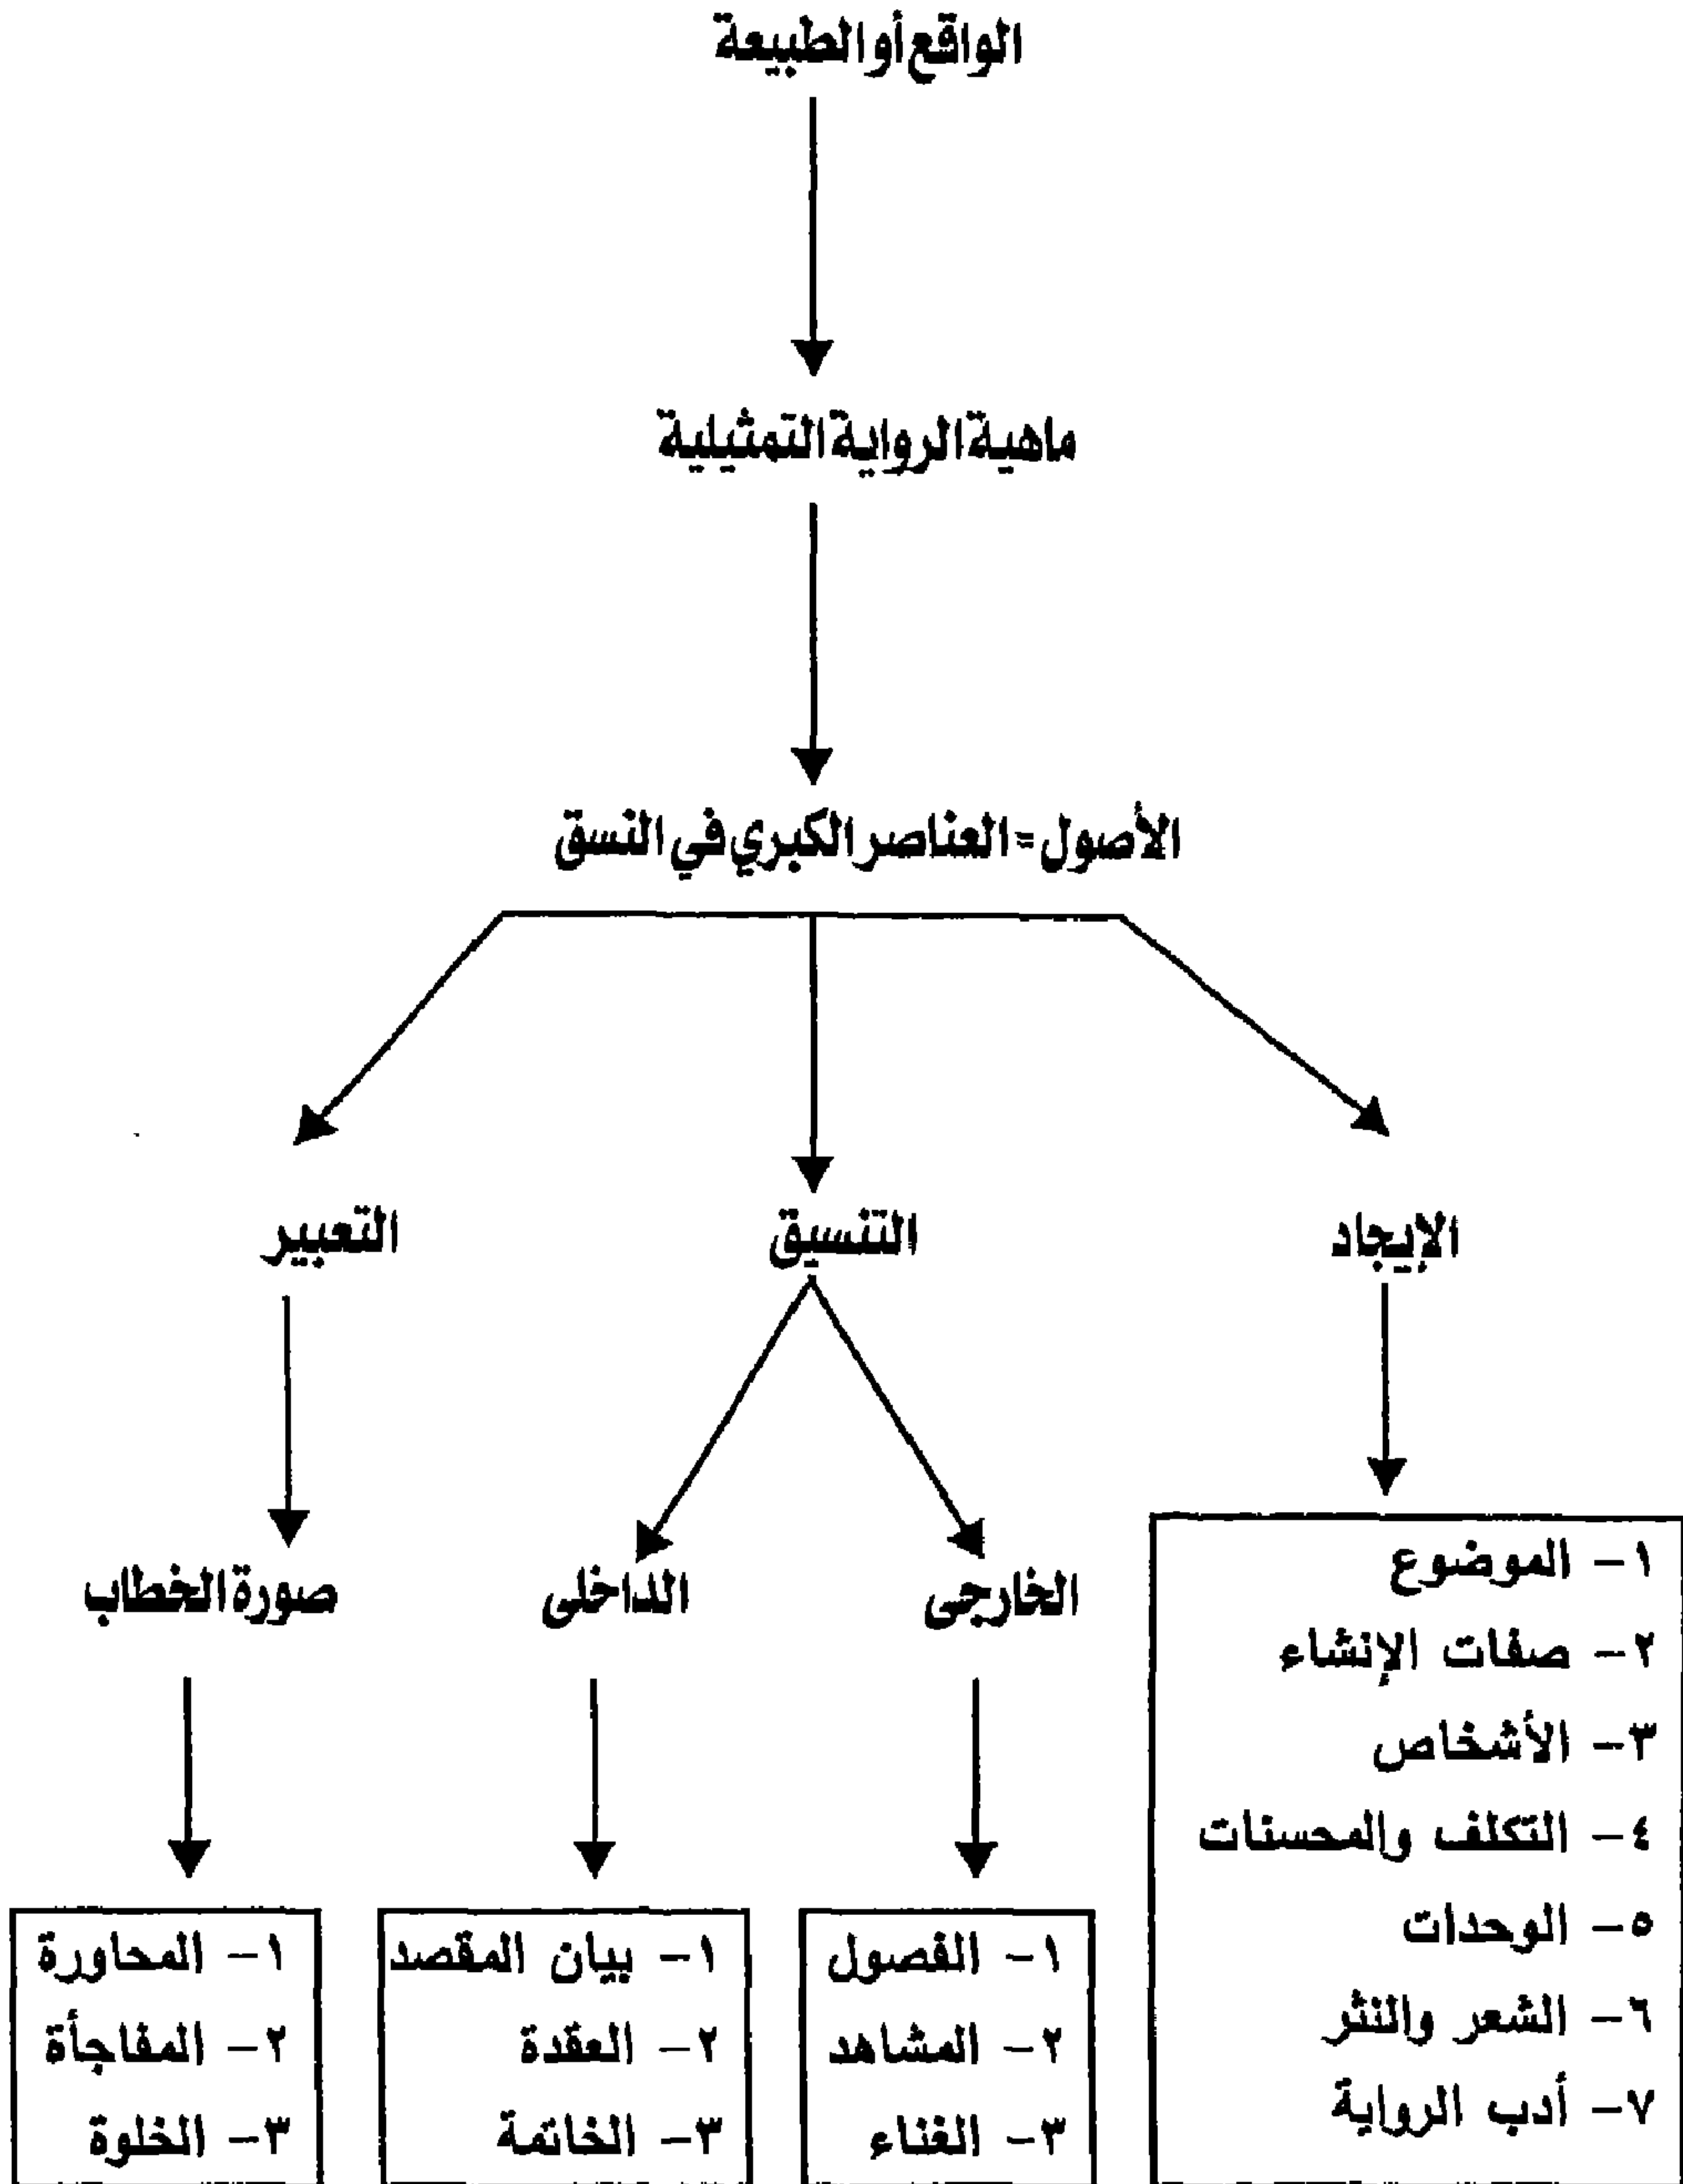 الواقع أو الطبيعة
ماهية الرواية التمثيلية
الأصول = العناصر الكبري في النسق
الإيجاد
التنسيق
التعبير
١- الموضوع
٢- صفات الإنشاء
٣- الأشخاص
٤- التكلف والمحسنات
٥- الوحدات
٦- الشعر والنثر
٧- أدب الرواية
الخارجى
الداخلى
صورة الخطاب
١- الفصول
٢- المشاهد
٣- الغناء
١- بيان المقصد
٢- العقدة
٣- الخاتمة
١- المحاورة
٢- المفاجأة
٣- الخلوة